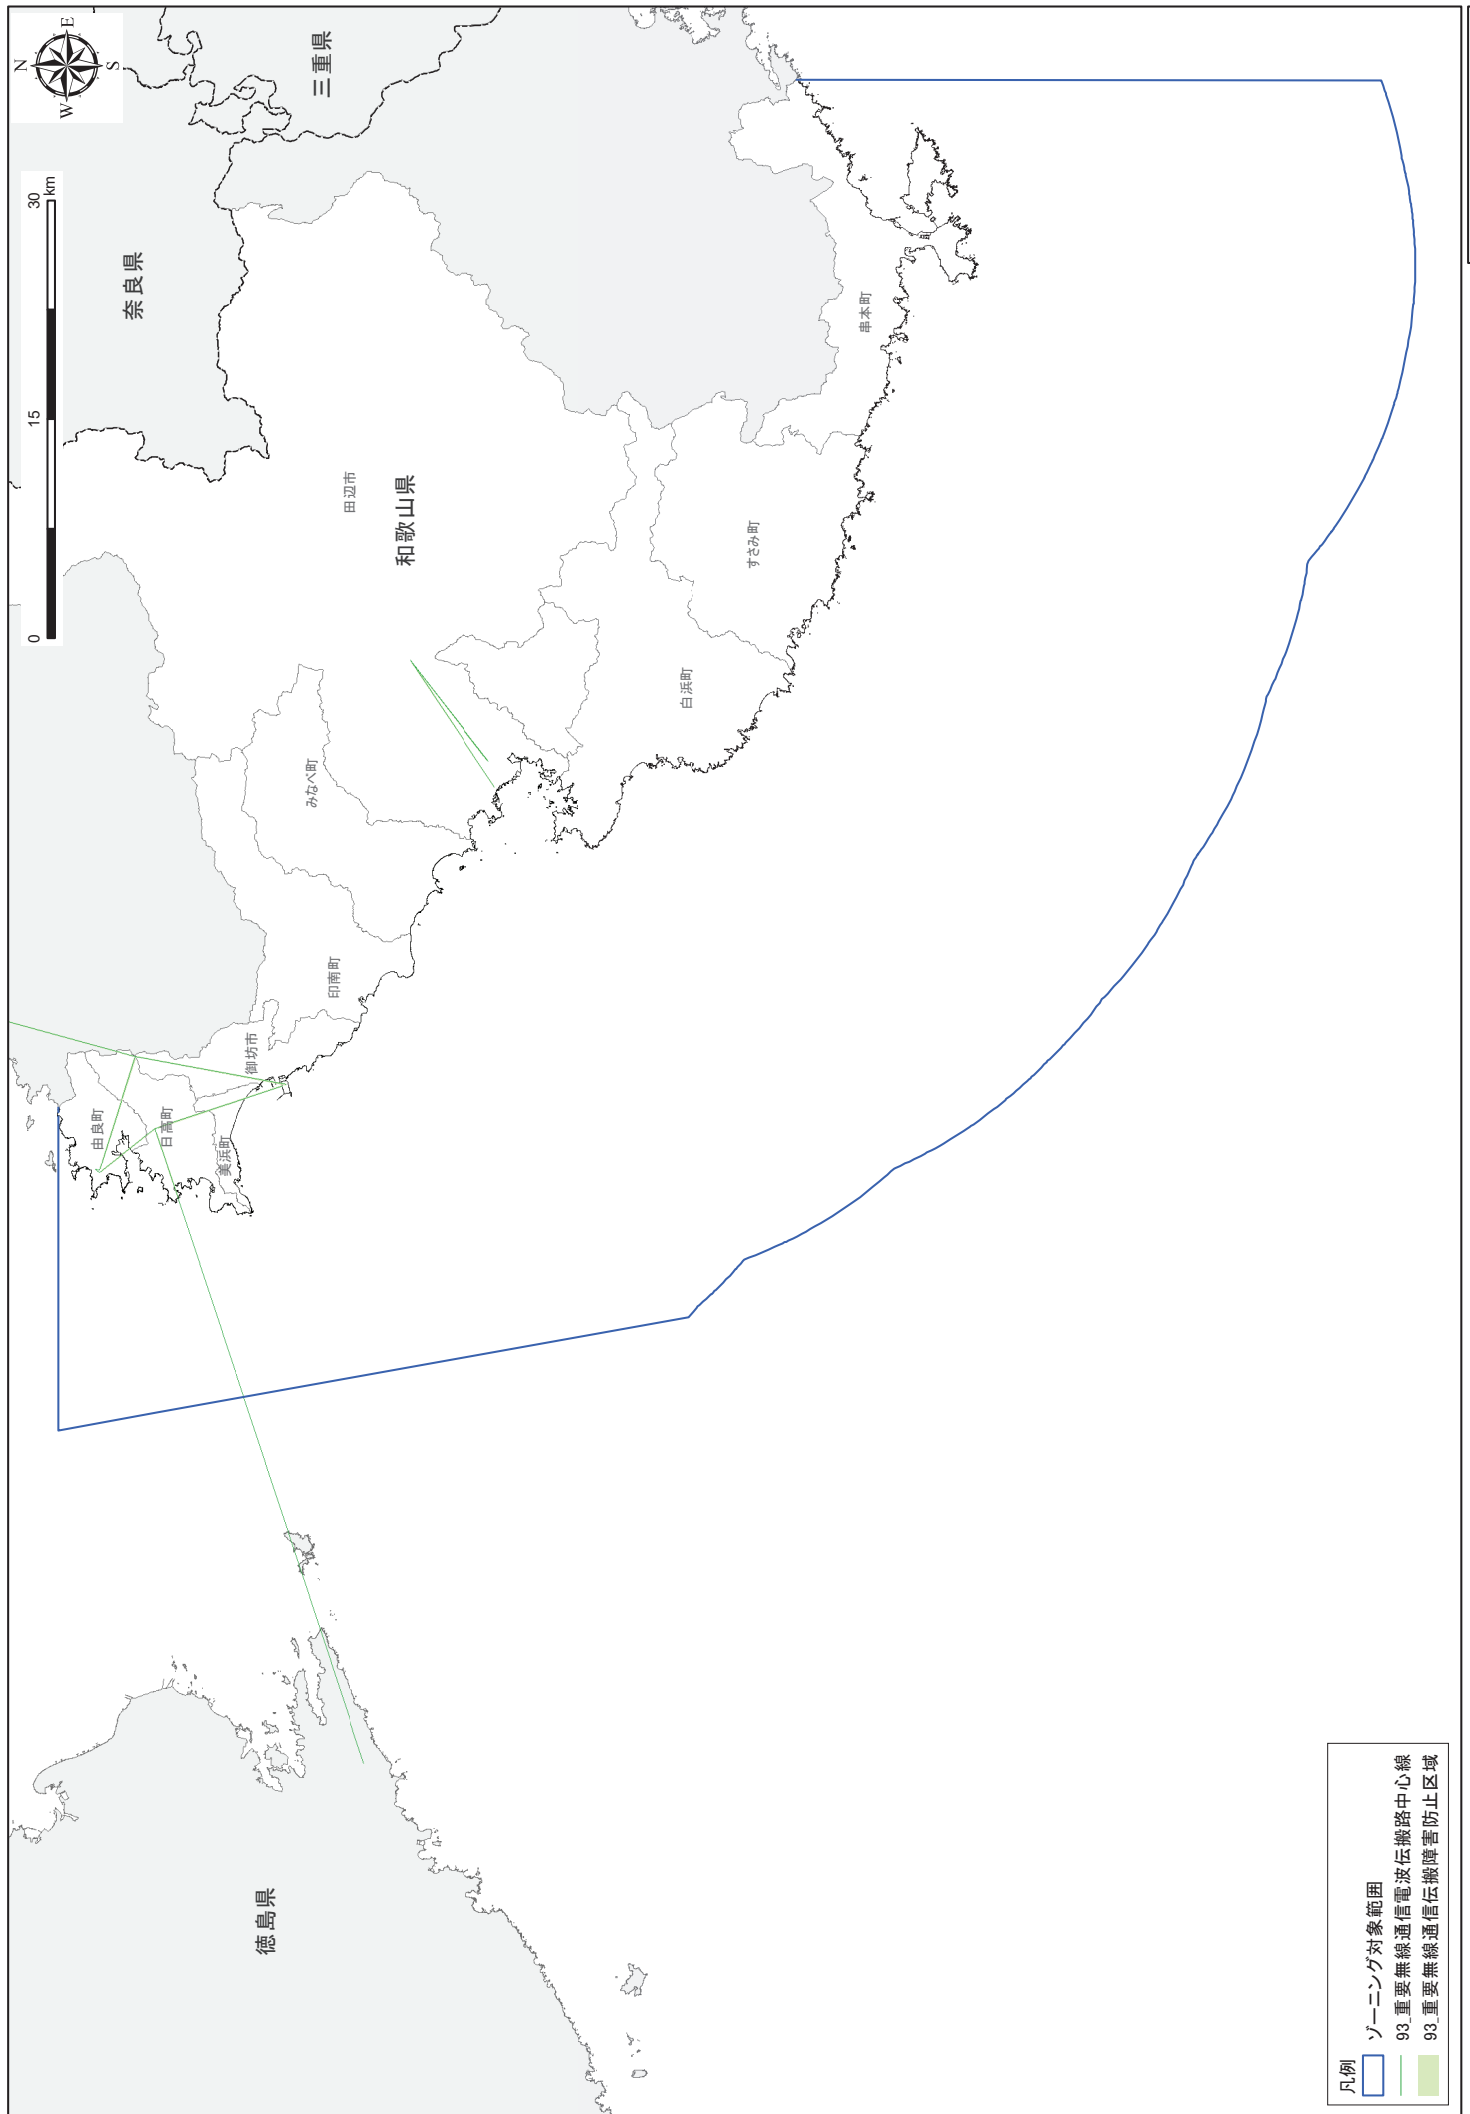 N
W
E
S
0
15
30
km
奈良県
三重県
和歌山県
徳島県
田辺市
みなべ町
印南町
御坊市
由良町
日高町
美浜町
白浜町
すさみ町
串本町
凡例
ゾーニング対象範囲
93_重要無線通信電波伝搬路中心線
93_重要無線通信伝搬障害防止区域